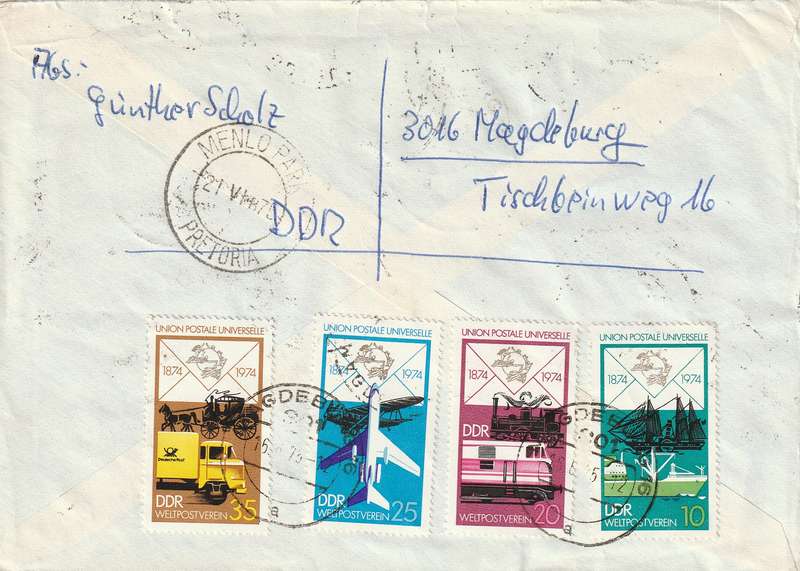 Abs:
Günther Scholz
DDR
3016 Magdeburg
Tischbeinweg 16
MENLO PARK
PRETORIA
UNION POSTALE UNIVERSELLE
1874 1974
Deutsche Post
DDR 35
WELTPOSTVEREIN
UNION POSTALE UNIVERSELLE
1874 1974
DDR
WELTPOSTVEREIN 25
UNION POSTALE UNIVERSELLE
1874 1974
DDR
WELTPOSTVEREIN 20
UNION POSTALE UNIVERSELLE
1874 1974
DDR 10
WELTPOSTVEREIN
a
a